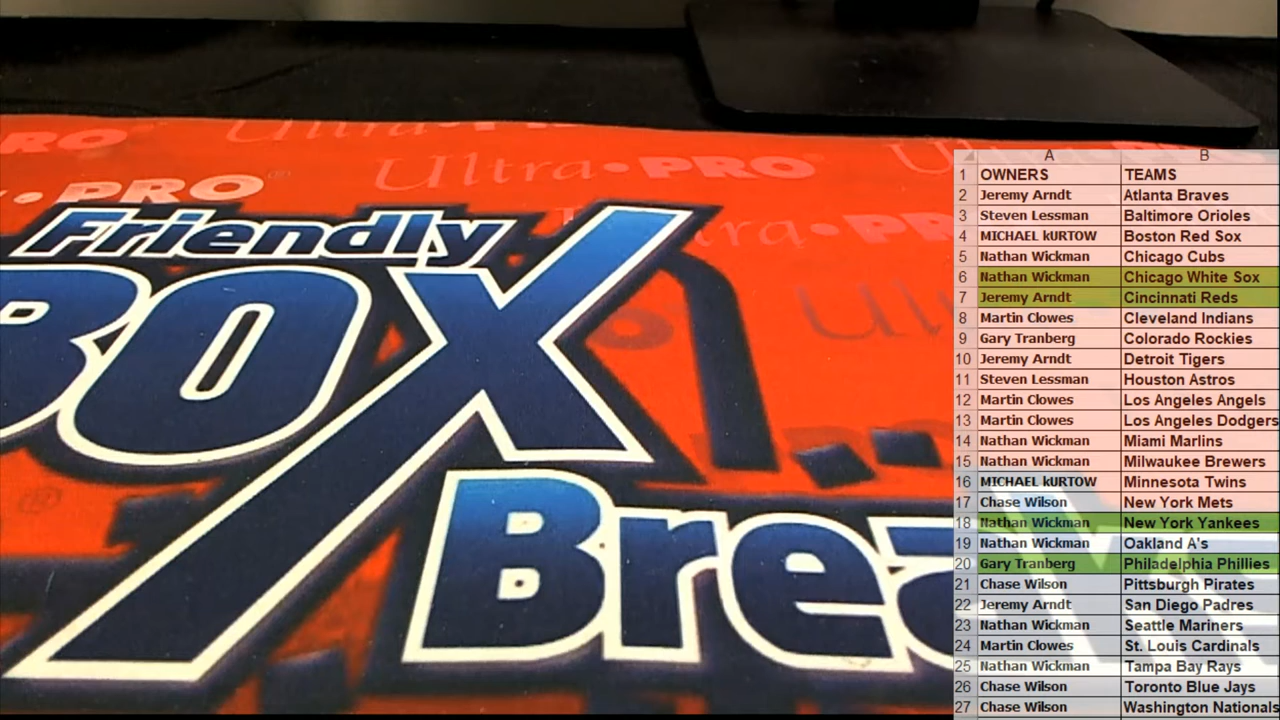 PRO
Ultra•PRO
Ultra•PRO
•PRO®
Friendly
BOX
Brea
A B
1 OWNERS TEAMS
2 Jeremy Arndt Atlanta Braves
3 Steven Lessman Baltimore Orioles
4 MICHAEL kURTOW Boston Red Sox
5 Nathan Wickman Chicago Cubs
6 Nathan Wickman Chicago White Sox
7 Jeremy Arndt Cincinnati Reds
8 Martin Clowes Cleveland Indians
9 Gary Tranberg Colorado Rockies
10 Jeremy Arndt Detroit Tigers
11 Steven Lessman Houston Astros
12 Martin Clowes Los Angeles Angels
13 Martin Clowes Los Angeles Dodgers
14 Nathan Wickman Miami Marlins
15 Nathan Wickman Milwaukee Brewers
16 MICHAEL kURTOW Minnesota Twins
17 Chase Wilson New York Mets
18 Nathan Wickman New York Yankees
19 Nathan Wickman Oakland A's
20 Gary Tranberg Philadelphia Phillies
21 Chase Wilson Pittsburgh Pirates
22 Jeremy Arndt San Diego Padres
23 Nathan Wickman Seattle Mariners
24 Martin Clowes St. Louis Cardinals
25 Nathan Wickman Tampa Bay Rays
26 Chase Wilson Toronto Blue Jays
27 Chase Wilson Washington Nationals